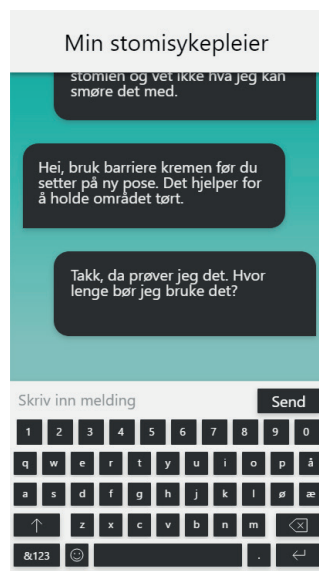 Min stomisykepleier
stomien og vet ikke hva jeg kan
smøre det med.
Hei, bruk barriere kremen før du
setter på ny pose. Det hjelper for
å holde området tørt.
Takk, da prøver jeg det. Hvor
lenge bør jeg bruke det?
Skriv inn melding
Send
1 2 3 4 5 6 7 8 9 0
q w e r t y u i o p å
a s d f g h j k l ø æ
z x c v b n m
&123 .